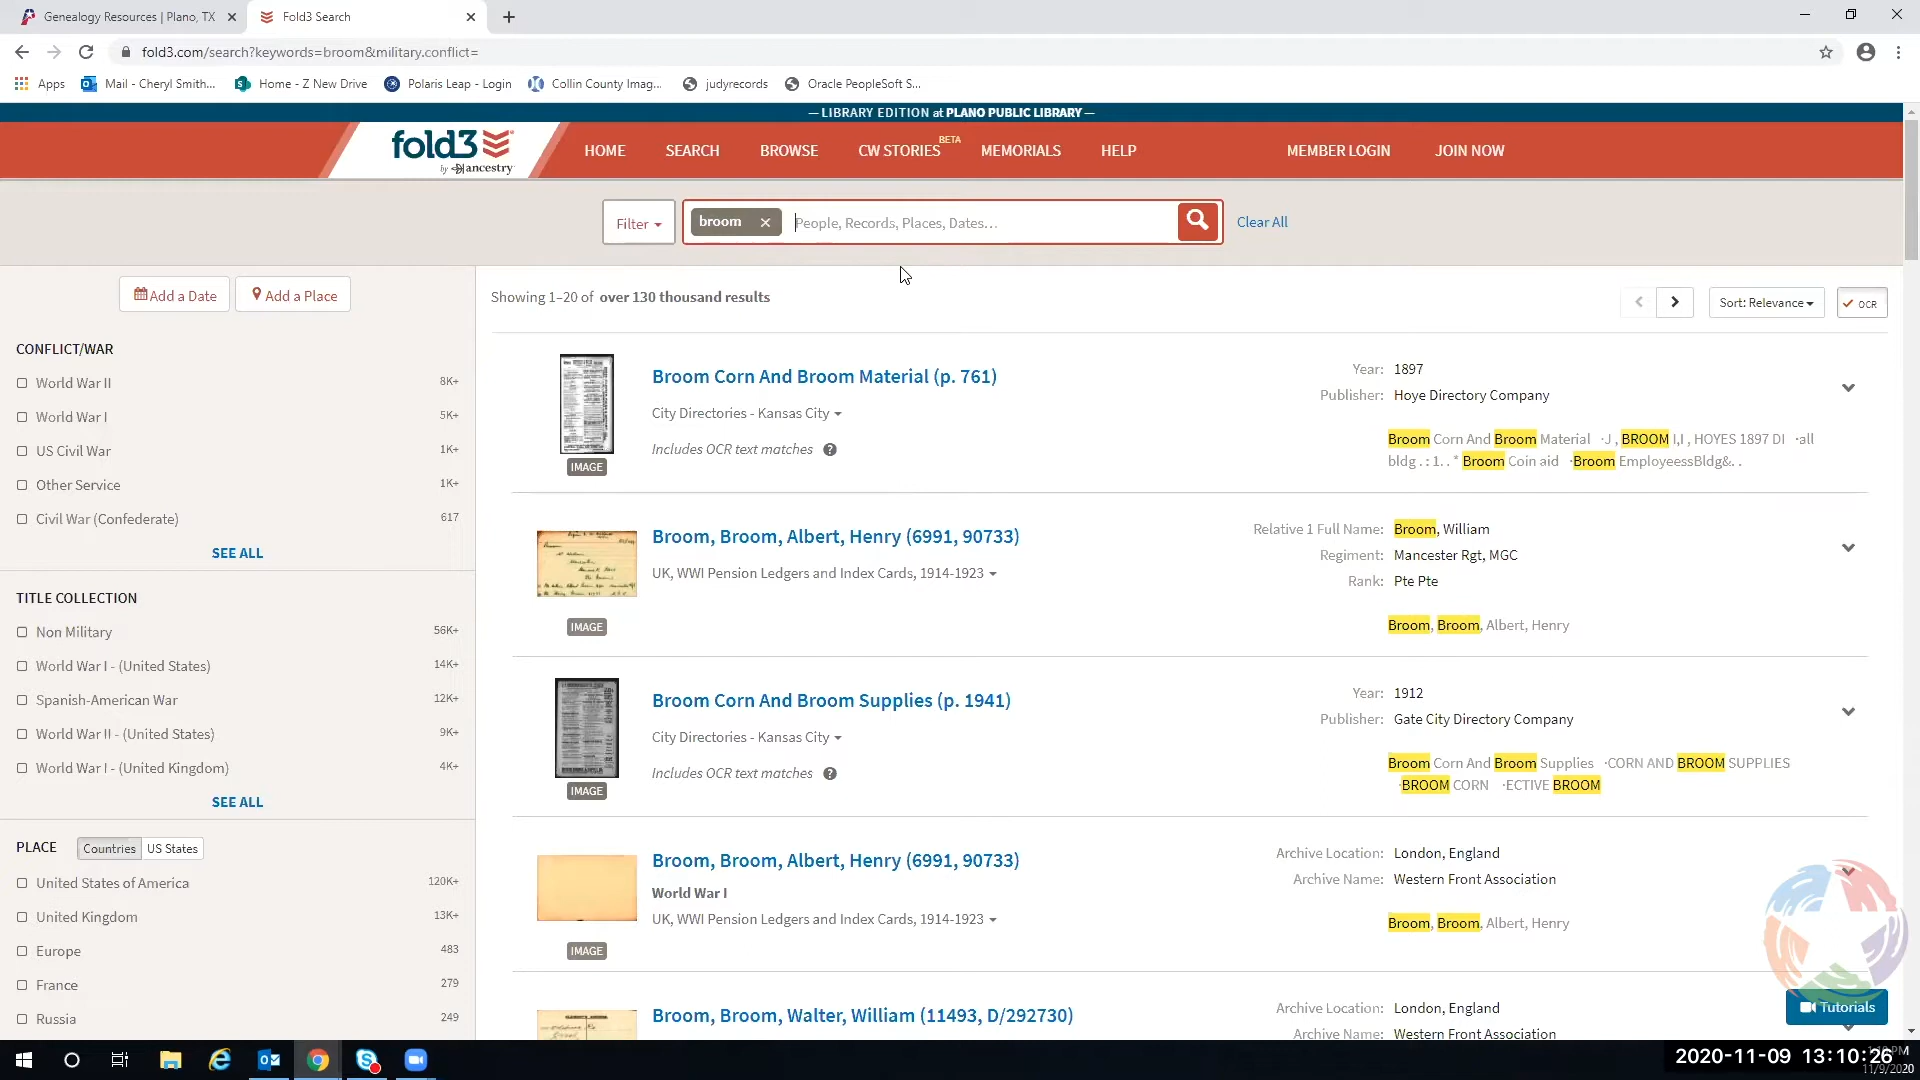 Genealogy Resources | Plano, TX
Fold3 Search
fold3.com/search?keywords=broom&military.conflict=
Apps
Mail - Cheryl Smith...
Home - Z New Drive
Polaris Leap - Login
Collin County Imag...
judyrecords
Oracle PeopleSoft S...
— LIBRARY EDITION at PLANO PUBLIC LIBRARY —
fold3
by ancestry
HOME
SEARCH
BROWSE
CW STORIES BETA
MEMORIALS
HELP
MEMBER LOGIN
JOIN NOW
Filter
broom
People, Records, Places, Dates...
Clear All
Add a Date
Add a Place
CONFLICT/WAR
World War II 8K+
World War I 5K+
US Civil War 1K+
Other Service 1K+
Civil War (Confederate) 617
SEE ALL
TITLE COLLECTION
Non Military 56K+
World War I - (United States) 14K+
Spanish-American War 12K+
World War II - (United States) 9K+
World War I - (United Kingdom) 4K+
SEE ALL
PLACE
Countries
US States
United States of America 120K+
United Kingdom 13K+
Europe 483
France 279
Russia 249
Showing 1–20 of over 130 thousand results
Sort: Relevance
OCR
Broom Corn And Broom Material (p. 761)
City Directories - Kansas City
Includes OCR text matches
IMAGE
Year: 1897
Publisher: Hoye Directory Company
Broom Corn And Broom Material ·J , BROOM I,I , HOYES 1897 DI ·all
bldg . : 1. . * Broom Coin aid ·Broom EmployeessBldg&. .
Broom, Broom, Albert, Henry (6991, 90733)
UK, WWI Pension Ledgers and Index Cards, 1914-1923
IMAGE
Relative 1 Full Name: Broom, William
Regiment: Mancester Rgt, MGC
Rank: Pte Pte
Broom, Broom, Albert, Henry
Broom Corn And Broom Supplies (p. 1941)
City Directories - Kansas City
Includes OCR text matches
IMAGE
Year: 1912
Publisher: Gate City Directory Company
Broom Corn And Broom Supplies ·CORN AND BROOM SUPPLIES
·BROOM CORN ·ECTIVE BROOM
Broom, Broom, Albert, Henry (6991, 90733)
World War I
UK, WWI Pension Ledgers and Index Cards, 1914-1923
IMAGE
Archive Location: London, England
Archive Name: Western Front Association
Broom, Broom, Albert, Henry
Broom, Broom, Walter, William (11493, D/292730)
Archive Location: London, England
Archive Name: Western Front Association
Tutorials
2020-11-09 13:10:26
11/9/2020